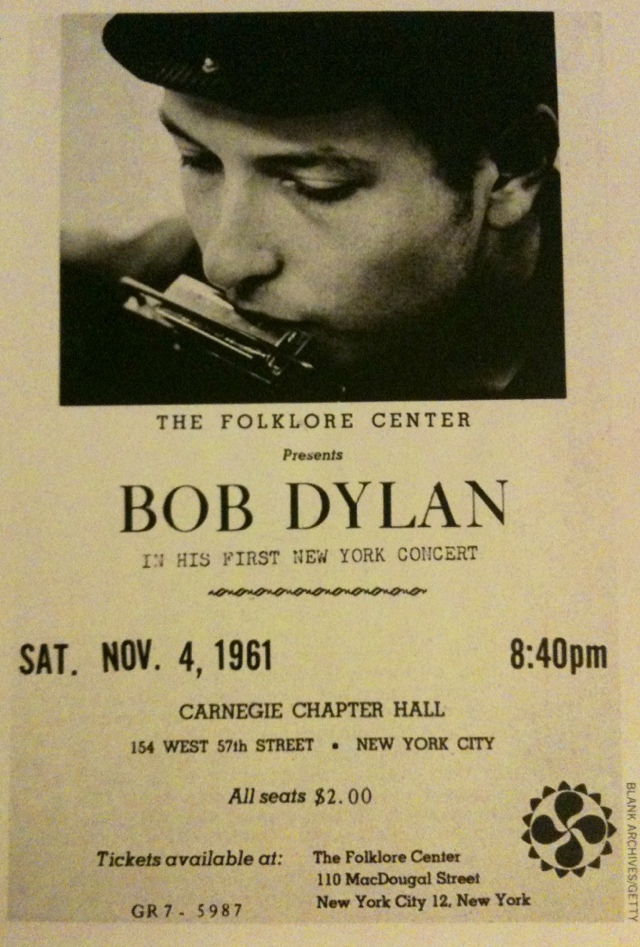 THE FOLKLORE CENTER
Presents
BOB DYLAN
IN HIS FIRST NEW YORK CONCERT
SAT. NOV. 4, 1961 8:40pm
CARNEGIE CHAPTER HALL
154 WEST 57th STREET • NEW YORK CITY
All seats $2.00
Tickets available at: The Folklore Center
110 MacDougal Street
GR 7 - 5987 New York City 12, New York
BLANK ARCHIVES/GETTY